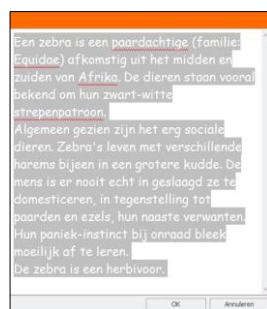 Een zebra is een paardachtige (familie:
Equidae) afkomstig uit het midden en
zuiden van Afrika. De dieren staan vooral
bekend om hun zwart-witte
strepenpatroon.
Algemeen gezien zijn het erg sociale
dieren. Zebra's leven met verschillende
harems bijeen in een grotere kudde. De
mens is er nooit echt in geslaagd ze te
domesticeren, in tegenstelling tot
paarden en ezels, hun naaste verwanten.
Hun paniek-instinct bij onraad bleek
moeilijk af te leren.
De zebra is een herbivoor.
OK Annuleren